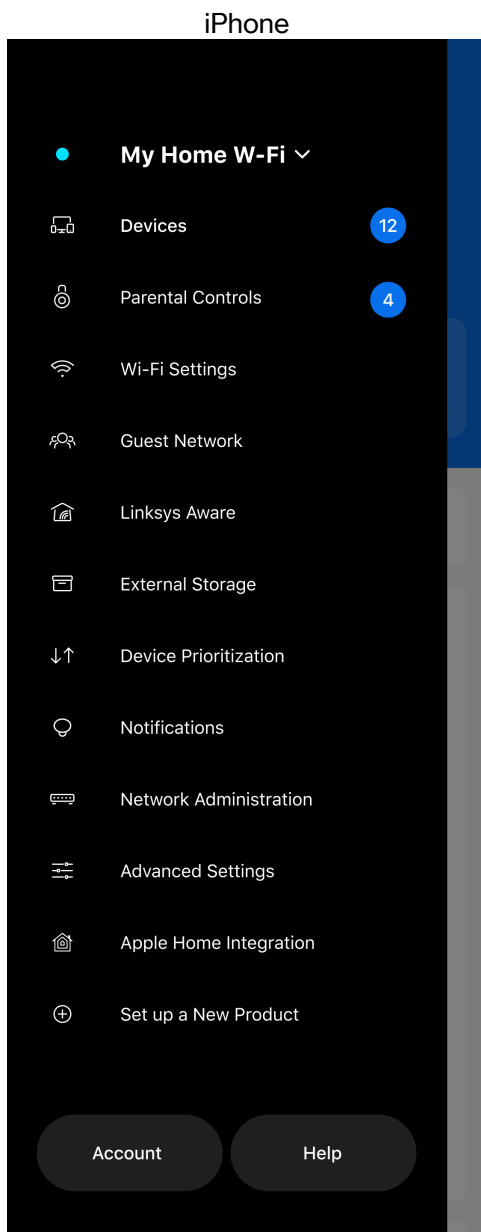 iPhone
My Home W-Fi
Devices 12
Parental Controls 4
Wi-Fi Settings
Guest Network
Linksys Aware
External Storage
Device Prioritization
Notifications
Network Administration
Advanced Settings
Apple Home Integration
Set up a New Product
Account Help